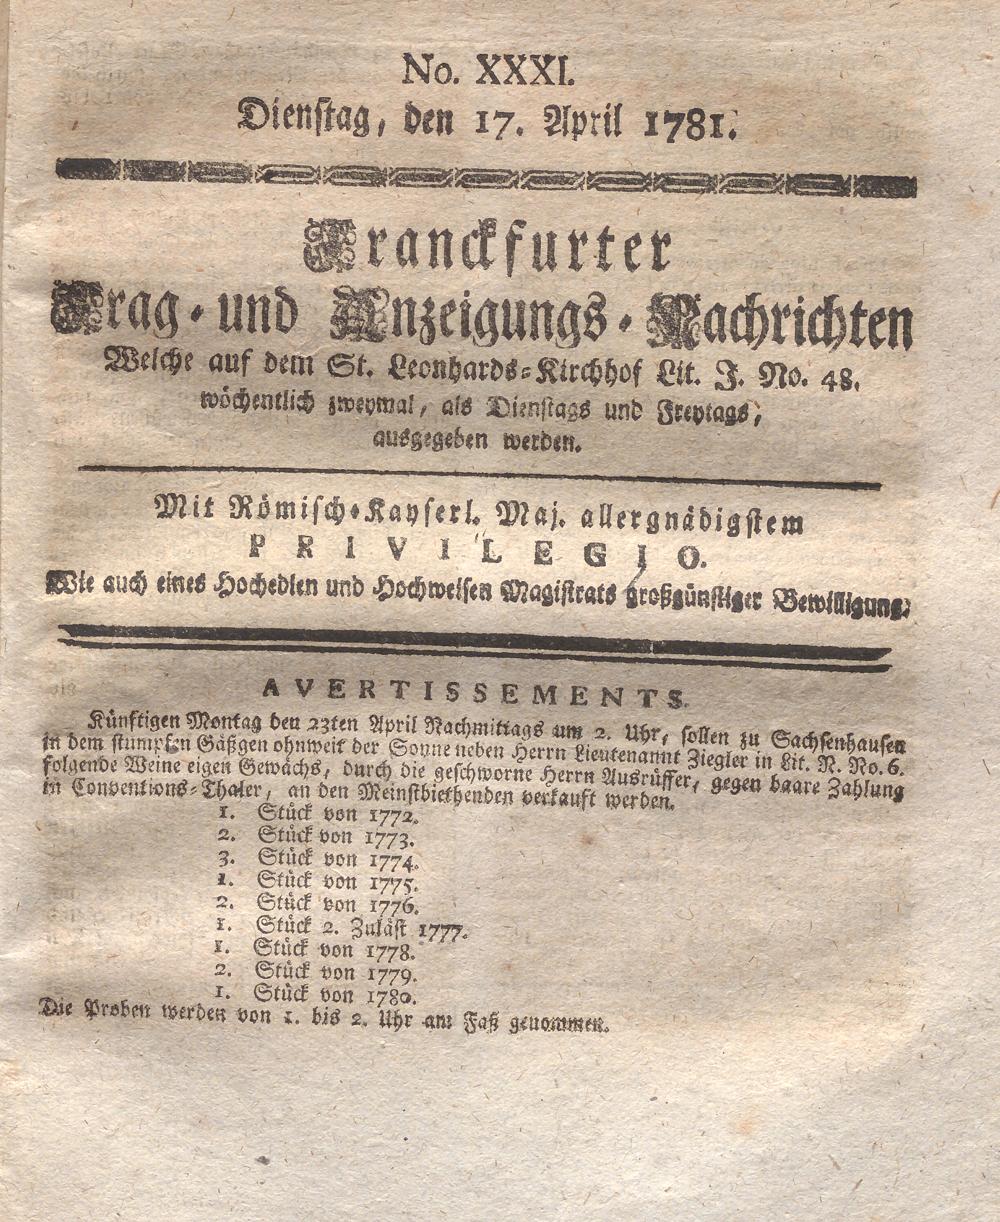 No. XXXI.
Dienstag, den 17. April 1781.
Franckfurter
Frag- und Anzeigungs-Nachrichten
Welche auf dem St. Leonhards-Kirchhof Lit. J. No. 48.
wöchentlich zweymal, als Dienstags und Freytags,
ausgegeben werden.
Mit Römisch-Kayserl. Maj. allergnädigstem
PRIVILEGIO.
Wie auch eines Hochedlen und Hochweisen Magistrats großgünstiger Bewilligung.
AVERTISSEMENTS.
Künftigen Montag den 23ten April Nachmittags um 2. Uhr, sollen zu Sachsenhausen
in dem stumpfen Gäßgen ohnweit der Sonne neben Herrn Lieutenannt Ziegler in Lit. N. No. 6.
folgende Weine eigen Gewächs, durch die geschworne Herrn Ausrüffer, gegen baare Zahlung
in Conventions-Thaler, an den Meinstbiethenden verkauft werden.
1. Stück von 1772.
2. Stück von 1773.
3. Stück von 1774.
1. Stück von 1775.
2. Stück von 1776.
1. Stück 2. Zuläst 1777.
1. Stück von 1778.
2. Stück von 1779.
1. Stück von 1780.
Die Proben werden von 1. bis 2. Uhr am Faß genommen.